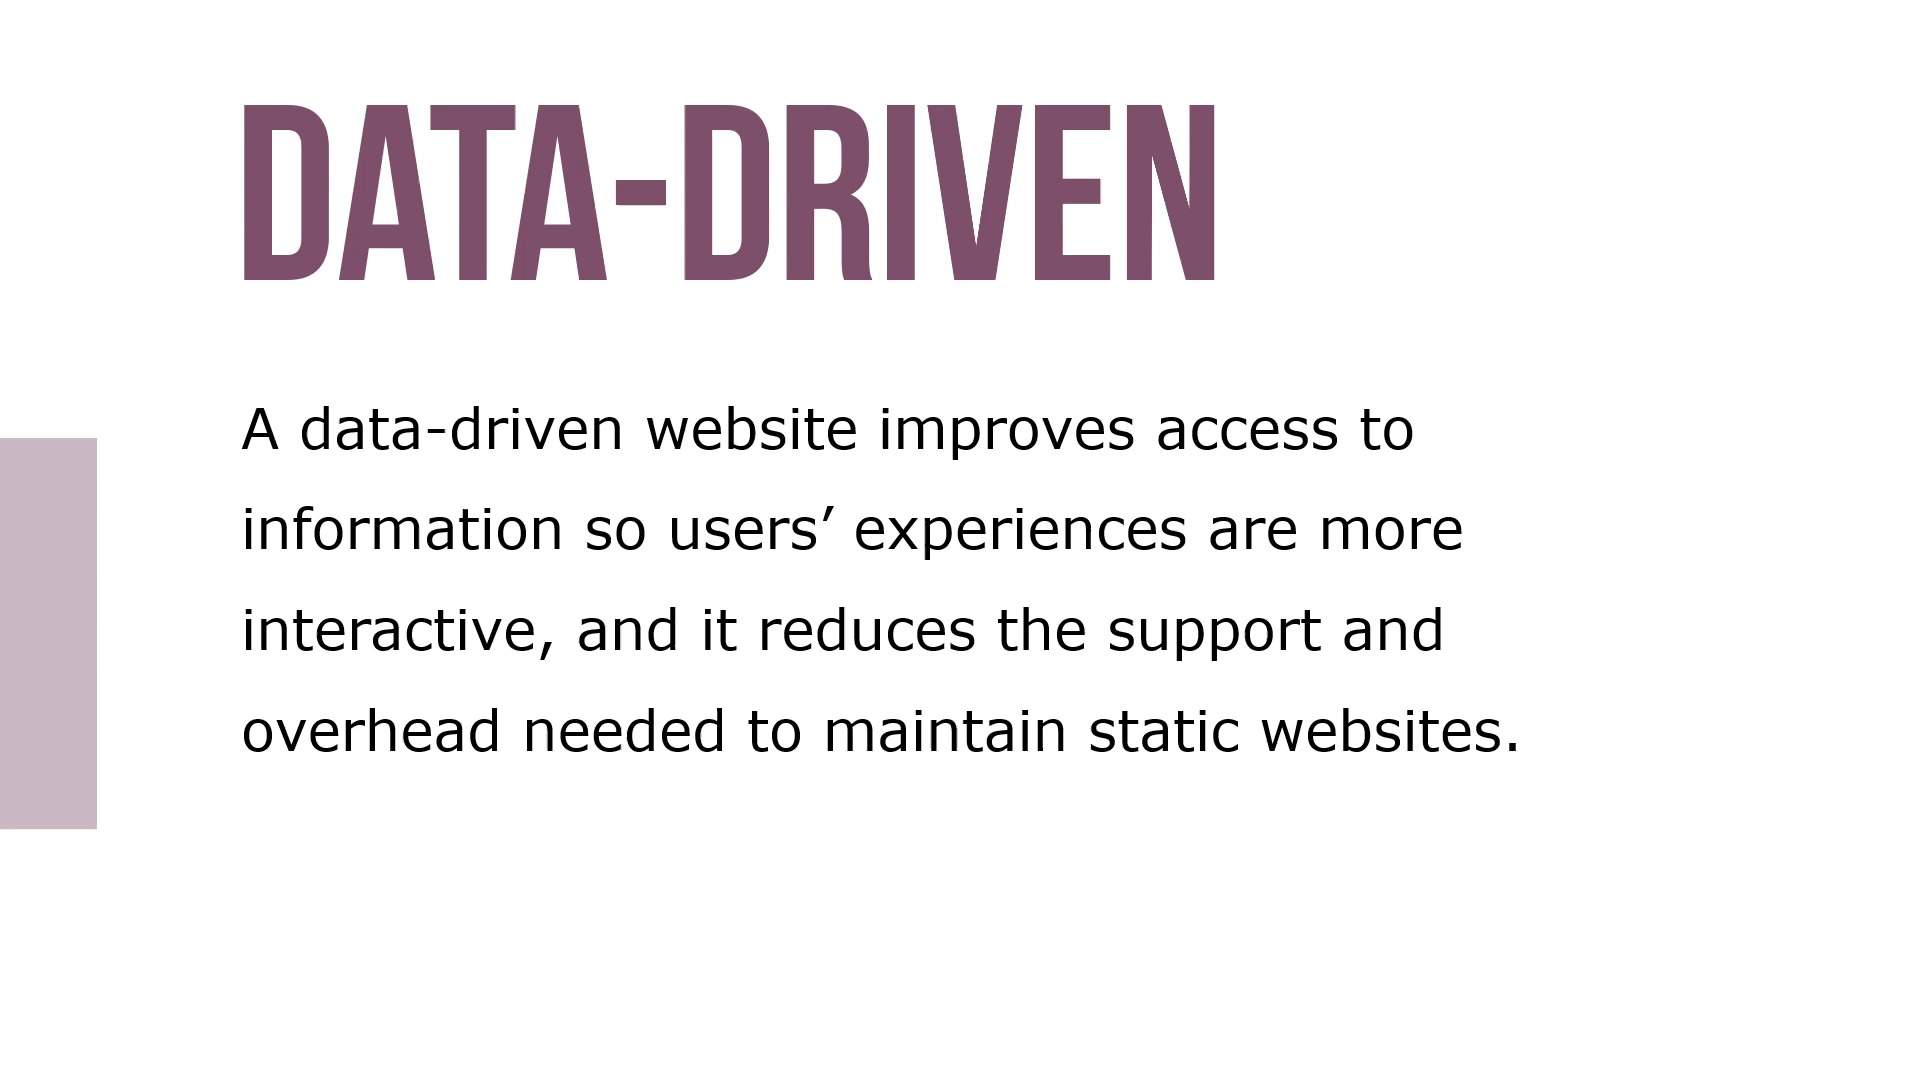 DATA-DRIVEN
A data-driven website improves access to
information so users’ experiences are more
interactive, and it reduces the support and
overhead needed to maintain static websites.